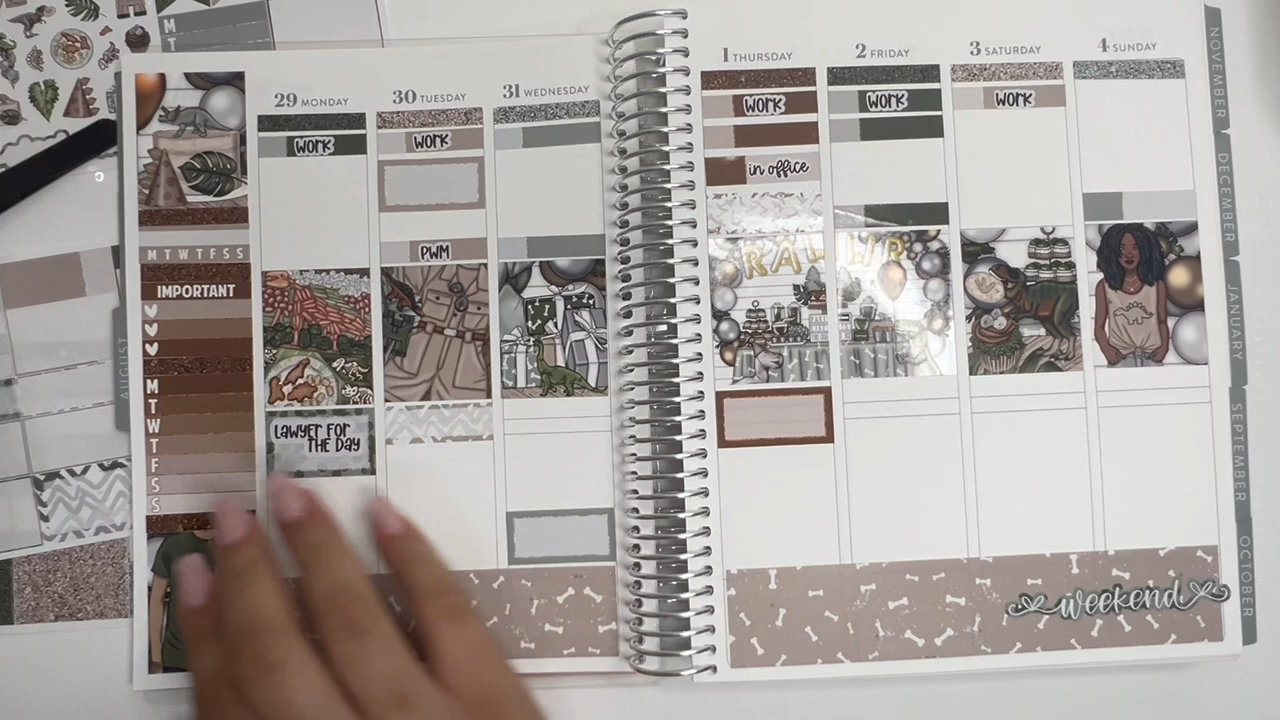 M
T
29 MONDAY
30 TUESDAY
31 WEDNESDAY
1 THURSDAY
2 FRIDAY
3 SATURDAY
4 SUNDAY
WORK
WORK
WORK
WORK
WORK
in office
PWM
M T W T F S S
IMPORTANT
M
T
W
T
F
S
S
RAWWR
LAWYER FOR
THE DAY
weekend
AUGUST
NOVEMBER
DECEMBER
JANUARY
SEPTEMBER
OCTOBER